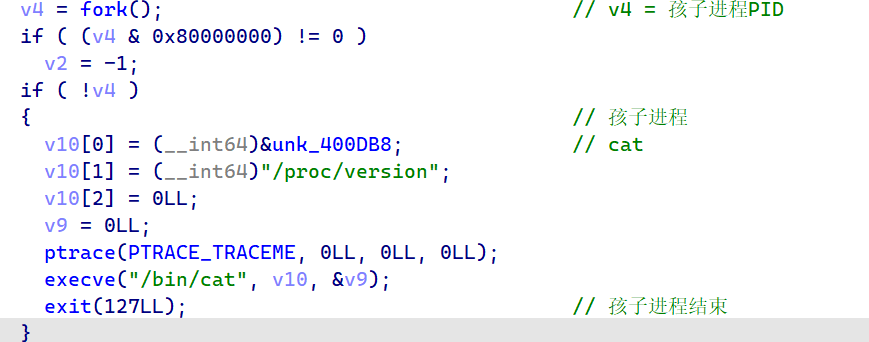 v4 = fork(); // v4 = 孩子进程PID
if ( (v4 & 0x80000000) != 0 )
v2 = -1;
if ( !v4 )
{ // 孩子进程
v10[0] = (__int64)&unk_400DB8; // cat
v10[1] = (__int64)"/proc/version";
v10[2] = 0LL;
v9 = 0LL;
ptrace(PTRACE_TRACEME, 0LL, 0LL, 0LL);
execve("/bin/cat", v10, &v9);
exit(127LL); // 孩子进程结束
}